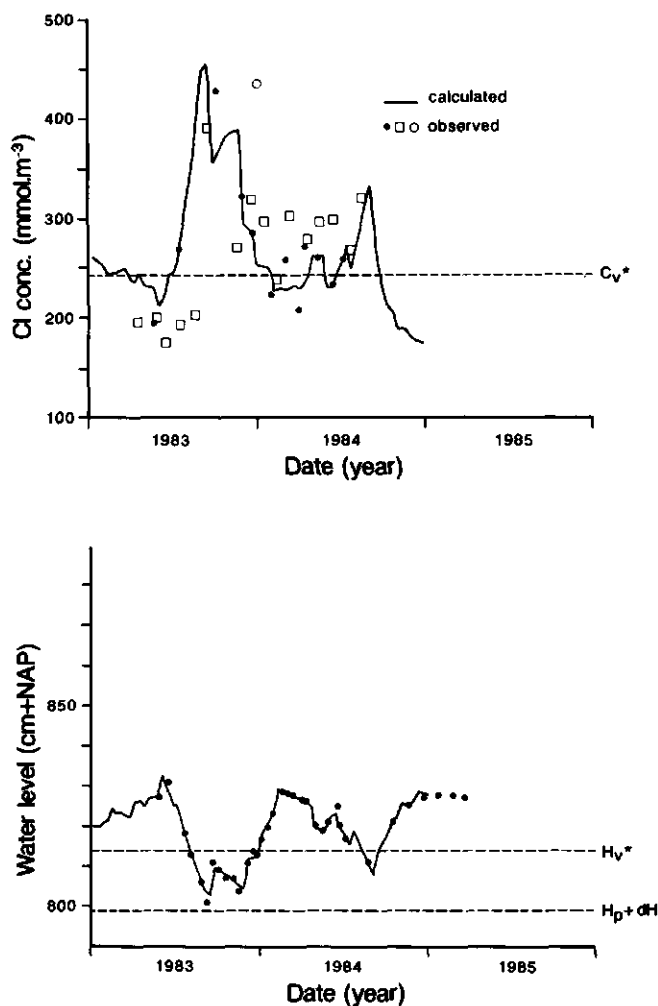 500
400
300
200
100
Cl conc. (mmol.m-3)
calculated
observed
Cv*
1983
1984
1985
Date (year)
850
800
Water level (cm+NAP)
Hv*
Hp+dH
1983
1984
1985
Date (year)